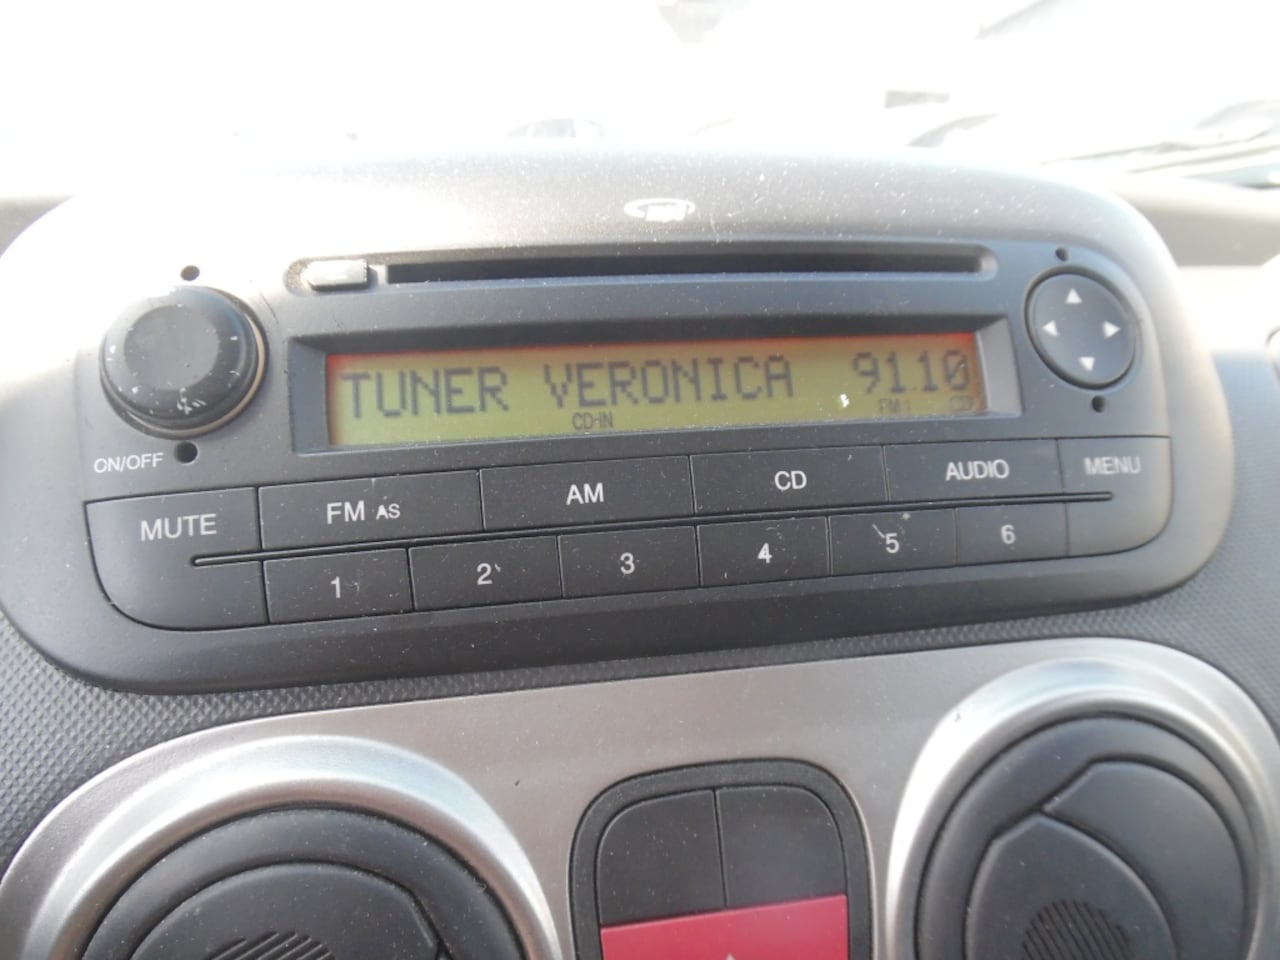 TUNER VERONICA 91.10
CD-IN FM1 CD
ON/OFF
MUTE FM AS AM CD AUDIO MENU
1 2 3 4 5 6